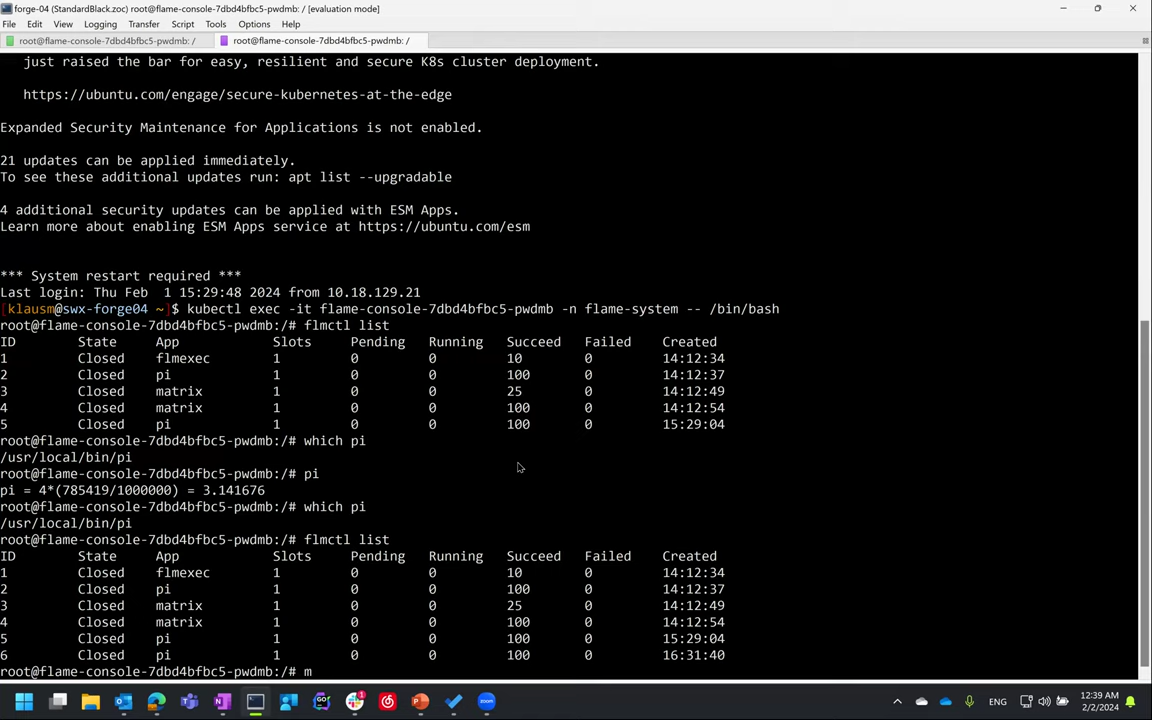 forge-04 (StandardBlack.zoc) root@flame-console-7dbd4bfbc5-pwdmb: / [evaluation mode]
File Edit View Logging Transfer Script Tools Options Help
root@flame-console-7dbd4bfbc5-pwdmb: / root@flame-console-7dbd4bfbc5-pwdmb: /
just raised the bar for easy, resilient and secure K8s cluster deployment.
https://ubuntu.com/engage/secure-kubernetes-at-the-edge
Expanded Security Maintenance for Applications is not enabled.
21 updates can be applied immediately.
To see these additional updates run: apt list --upgradable
4 additional security updates can be applied with ESM Apps.
Learn more about enabling ESM Apps service at https://ubuntu.com/esm
*** System restart required ***
Last login: Thu Feb  1 15:29:48 2024 from 10.18.129.21
[klausm@swx-forge04 ~]$ kubectl exec -it flame-console-7dbd4bfbc5-pwdmb -n flame-system -- /bin/bash
root@flame-console-7dbd4bfbc5-pwdmb:/# flmctl list
ID State App Slots Pending Running Succeed Failed Created
1 Closed flmexec 1 0 0 10 0 14:12:34
2 Closed pi 1 0 0 100 0 14:12:37
3 Closed matrix 1 0 0 25 0 14:12:49
4 Closed matrix 1 0 0 100 0 14:12:54
5 Closed pi 1 0 0 100 0 15:29:04
root@flame-console-7dbd4bfbc5-pwdmb:/# which pi
/usr/local/bin/pi
root@flame-console-7dbd4bfbc5-pwdmb:/# pi
pi = 4*(785419/1000000) = 3.141676
root@flame-console-7dbd4bfbc5-pwdmb:/# which pi
/usr/local/bin/pi
root@flame-console-7dbd4bfbc5-pwdmb:/# flmctl list
ID State App Slots Pending Running Succeed Failed Created
1 Closed flmexec 1 0 0 10 0 14:12:34
2 Closed pi 1 0 0 100 0 14:12:37
3 Closed matrix 1 0 0 25 0 14:12:49
4 Closed matrix 1 0 0 100 0 14:12:54
5 Closed pi 1 0 0 100 0 15:29:04
6 Closed pi 1 0 0 100 0 16:31:40
root@flame-console-7dbd4bfbc5-pwdmb:/# m
ENG
12:39 AM
2/2/2024